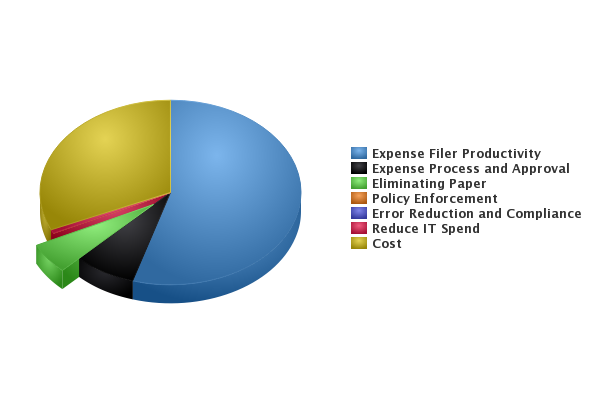 Expense Filer Productivity
Expense Process and Approval
Eliminating Paper
Policy Enforcement
Error Reduction and Compliance
Reduce IT Spend
Cost